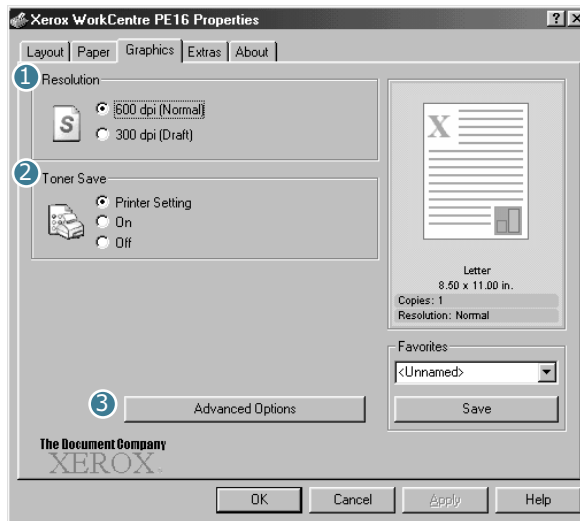 Xerox WorkCentre PE16 Properties
Layout Paper Graphics Extras About
1
Resolution
S
600 dpi (Normal)
300 dpi (Draft)
2
Toner Save
Printer Setting
On
Off
X
Letter
8.50 x 11.00 in.
Copies: 1
Resolution: Normal
Favorites
<Unnamed>
Save
3
Advanced Options
The Document Company
XEROX
OK Cancel Apply Help